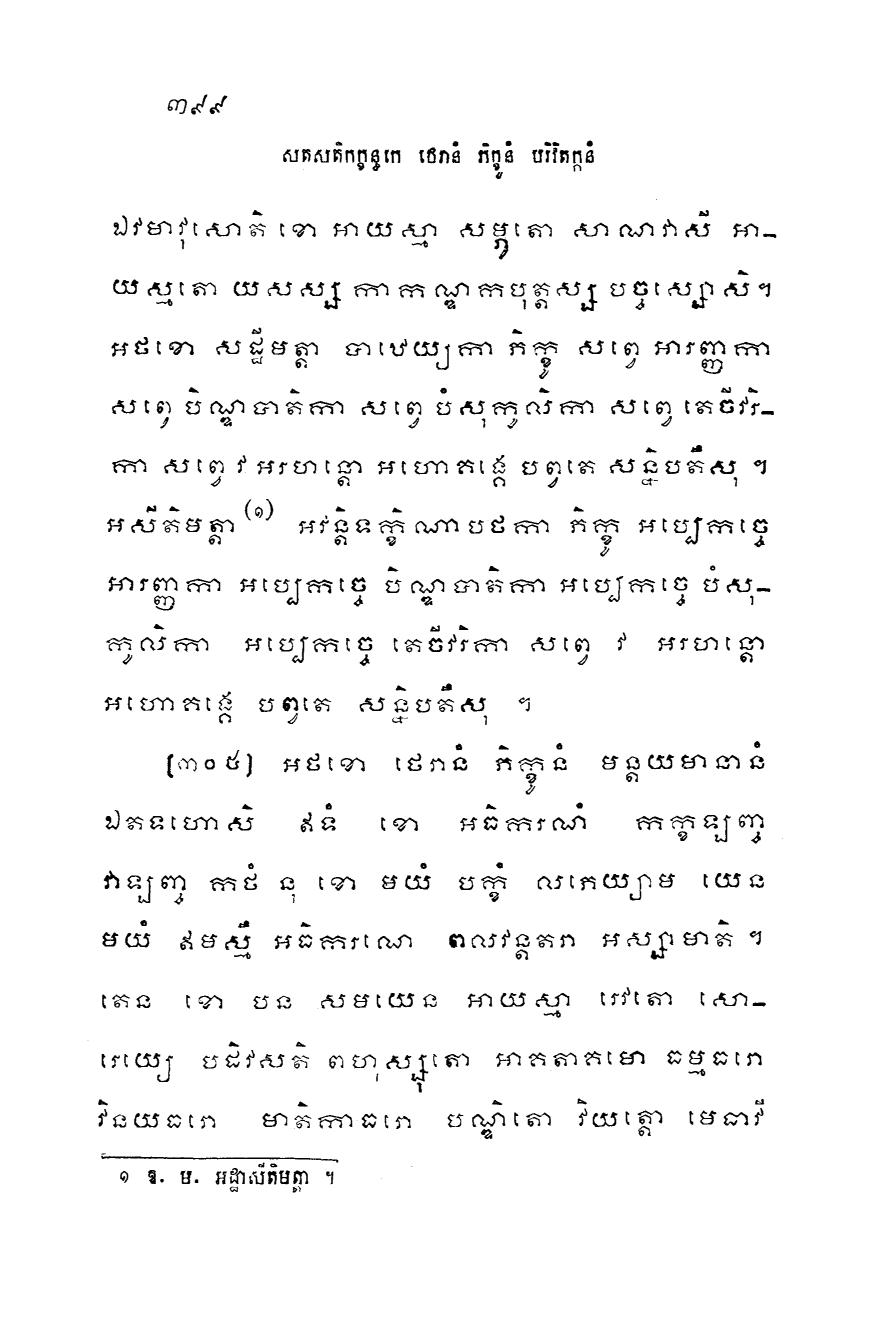 ៣៩៩
សតសតិកក្ខន្ធកេ ថេរានំ ភិក្ខូនំ បរិវិតក្កនំ
ឯវមាវុសោតិ ខោ អាយស្មា សម្ភូតោ សាណវាសី អា-
យស្មតោ យសស្ស កាកណ្ឌកបុត្តស្ស បច្ចស្សោសិ។
អថខោ សដ្ឋីមត្តា បាឋេយ្យកា ភិក្ខូ សព្វេ អារញ្ញកា
សព្វេ បិណ្ឌបាតិកា សព្វេ បំសុកូលិកា សព្វេ តេចីវរិ-
កា សព្វេ វ អរហន្តោ អហោគង្គេ បព្វតេ សន្និបតឹសុ ។
អសីតិមត្តា (១) អវន្តិទក្ខិណាបថកា ភិក្ខូ អប្បេកច្ចេ
អារញ្ញកា អប្បេកច្ចេ បិណ្ឌបាតិកា អប្បេកច្ចេ បំសុ-
កូលិកា អប្បេកច្ចេ តេចីវរិកា សព្វេ វ អរហន្តោ
អហោគង្គេ បព្វតេ សន្និបតឹសុ ។
[៣០៥] អថខោ ថេរានំ ភិក្ខូនំ មន្តយមានានំ
ឯតទហោសិ ឥទំ ខោ អធិករណំ កក្ខឡញ្ច
វាឡញ្ច កថំ នុ ខោ មយំ បក្ខំ លភេយ្យាម យេន
មយំ ឥមស្មឹ អធិករណេ ពលវន្តតរា អស្សាមាតិ ។
តេន ខោ បន សមយេន អាយស្មា រេវតោ សោ-
រេយ្យេ បដិវសតិ ពហុស្សុតោ អាគតាគមោ ធម្មធរោ
វិនយធរោ មាតិកាធរោ បណ្ឌិតោ វិយត្តោ មេធាវី
១ ឱ. ម. អដ្ឋាសីតិមត្តា ។